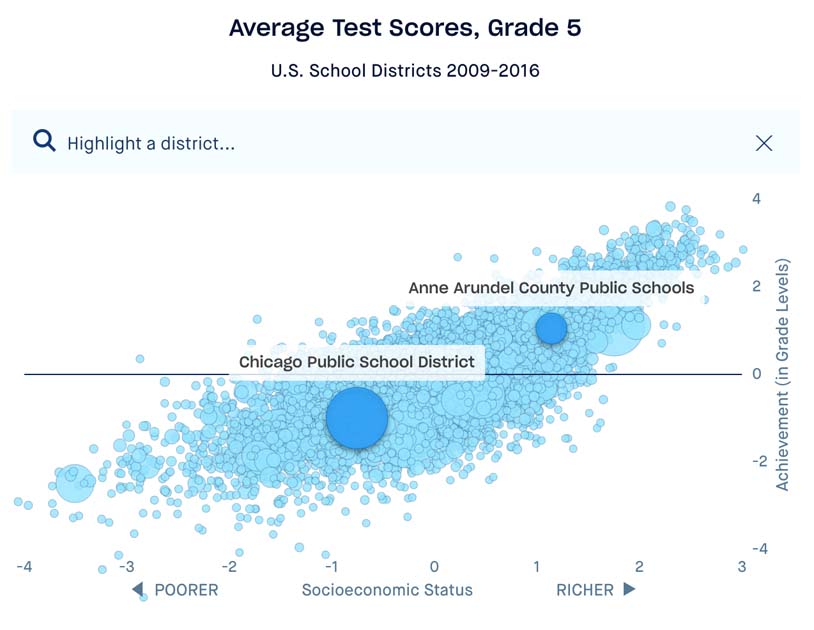 Average Test Scores, Grade 5
U.S. School Districts 2009-2016
Highlight a district...
4
2
Anne Arundel County Public Schools
Chicago Public School District
0
-2
-4
Achievement (in Grade Levels)
-4 -3 -2 -1 0 1 2 3
POORER Socioeconomic Status RICHER